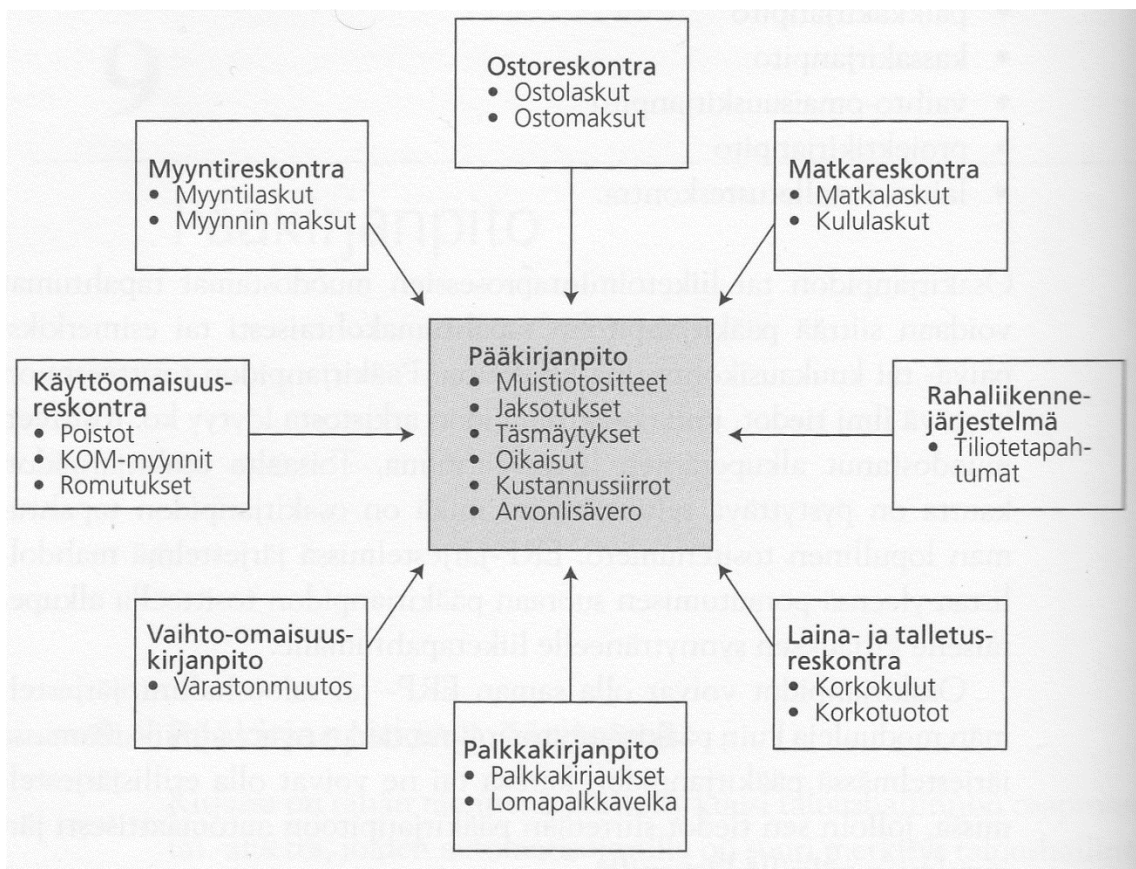 Ostoreskontra
• Ostolaskut
• Ostomaksut
Myyntireskontra
• Myyntilaskut
• Myynnin maksut
Matkareskontra
• Matkalaskut
• Kululaskut
Käyttöomaisuus-
reskontra
• Poistot
• KOM-myynnit
• Romutukset
Pääkirjanpito
• Muistiotositteet
• Jaksotukset
• Täsmäytykset
• Oikaisut
• Kustannussiirrot
• Arvonlisävero
Rahaliikenne-
järjestelmä
• Tiliotetapah-
tumat
Vaihto-omaisuus-
kirjanpito
• Varastonmuutos
Palkkakirjanpito
• Palkkakirjaukset
• Lomapalkkavelka
Laina- ja talletus-
reskontra
• Korkokulut
• Korkotuotot